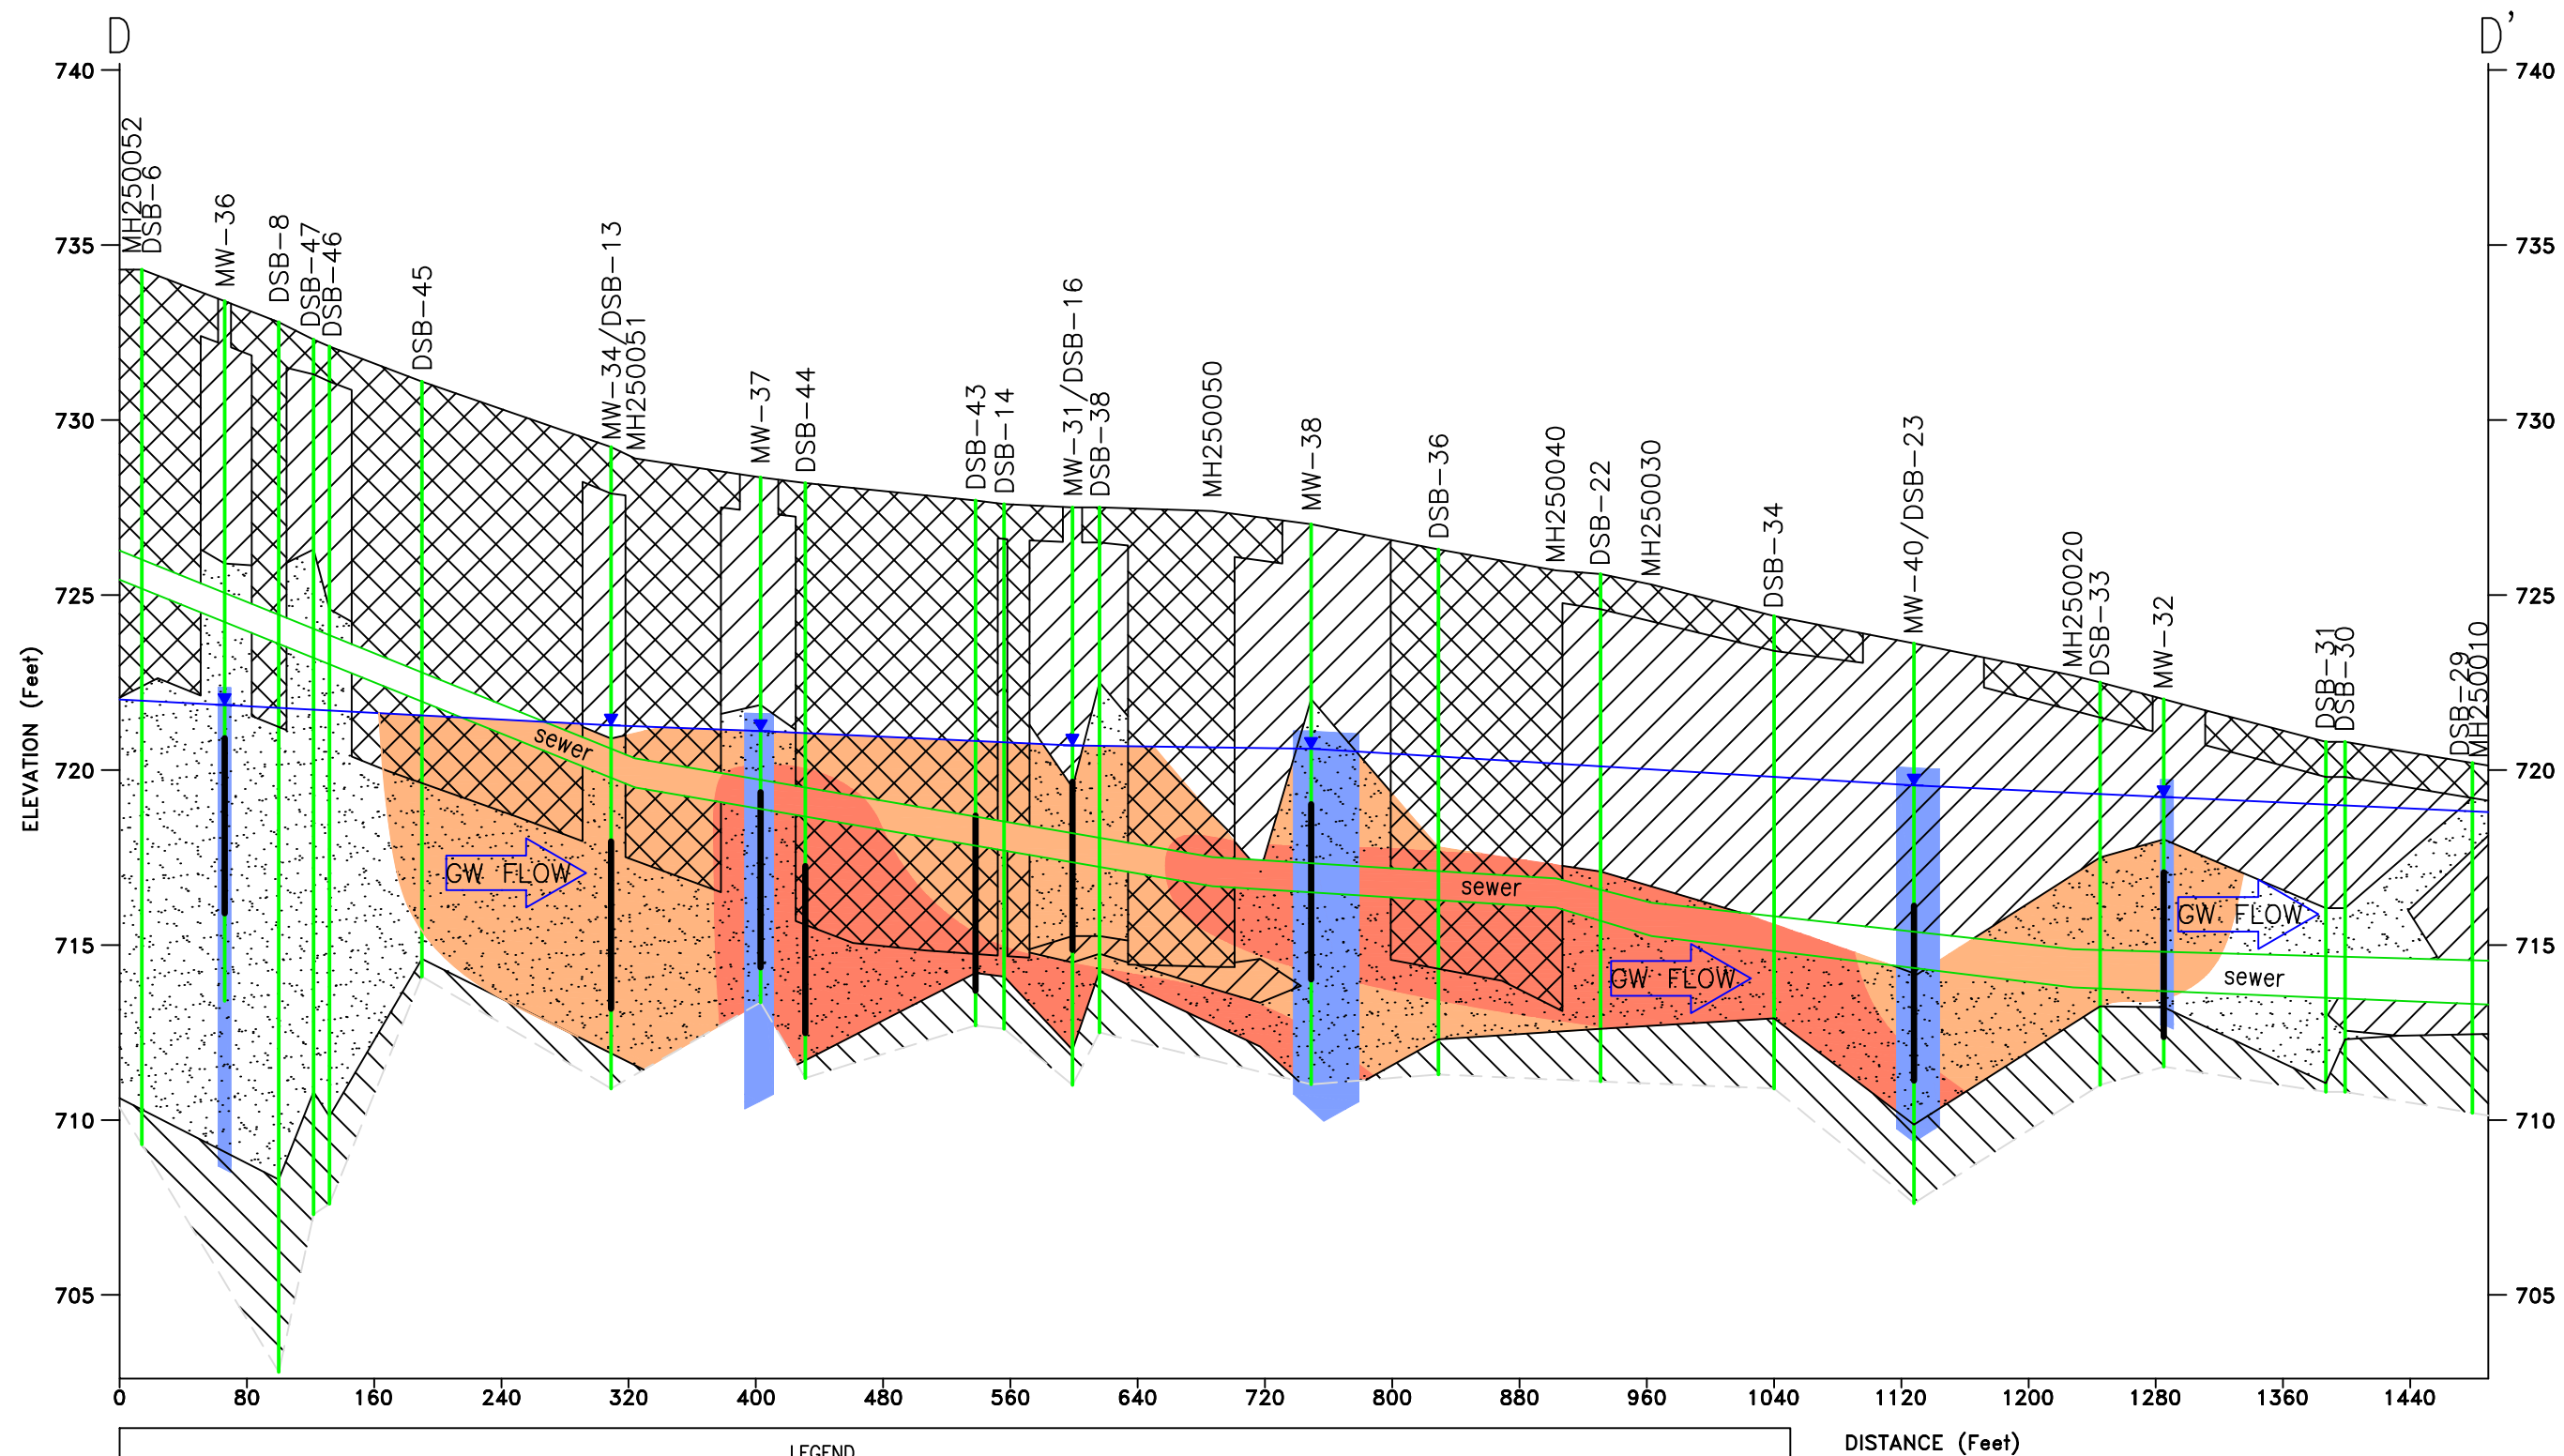 D
D'
740
735
730
725
720
715
710
705
ELEVATION (Feet)
740
735
730
725
720
715
710
705
MH250052
DSB-6
MW-36
DSB-8
DSB-47
DSB-46
DSB-45
MW-34/DSB-13
MH250051
MW-37
DSB-44
DSB-43
DSB-14
MW-31/DSB-16
DSB-38
MH250050
MW-38
DSB-36
MH250040
DSB-22
MH250030
DSB-34
MW-40/DSB-23
MH250020
DSB-33
MW-32
DSB-31
DSB-30
DSB-29
MH250010
sewer
GW FLOW
sewer
GW FLOW
GW FLOW
sewer
0 80 160 240 320 400 480 560 640 720 800 880 960 1040 1120 1200 1280 1360 1440
DISTANCE (Feet)
LEGEND